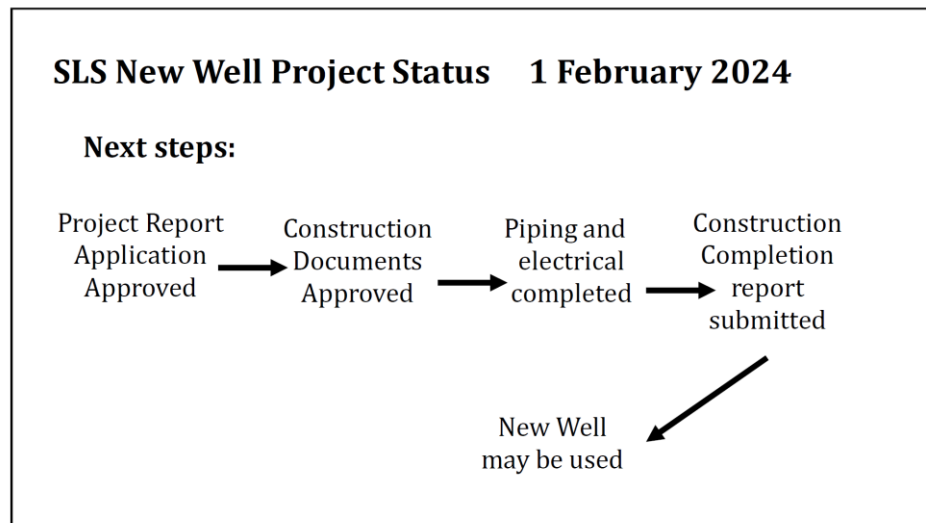 SLS New Well Project Status 1 February 2024
Next steps:
Project Report
Application
Approved
Construction
Documents
Approved
Piping and
electrical
completed
Construction
Completion
report
submitted
New Well
may be used